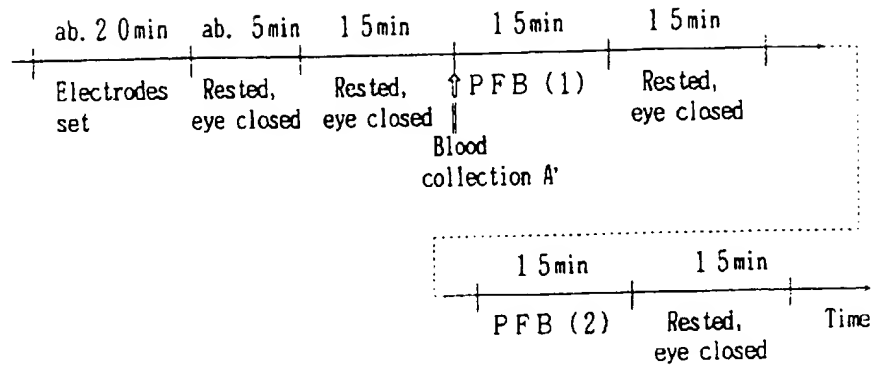 ab. 20min ab. 5min 15min 15min 15min
Electrodes set
Rested, eye closed
Rested, eye closed
PFB (1)
Rested, eye closed
Blood collection A'
15min 15min
PFB (2)
Rested, eye closed
Time